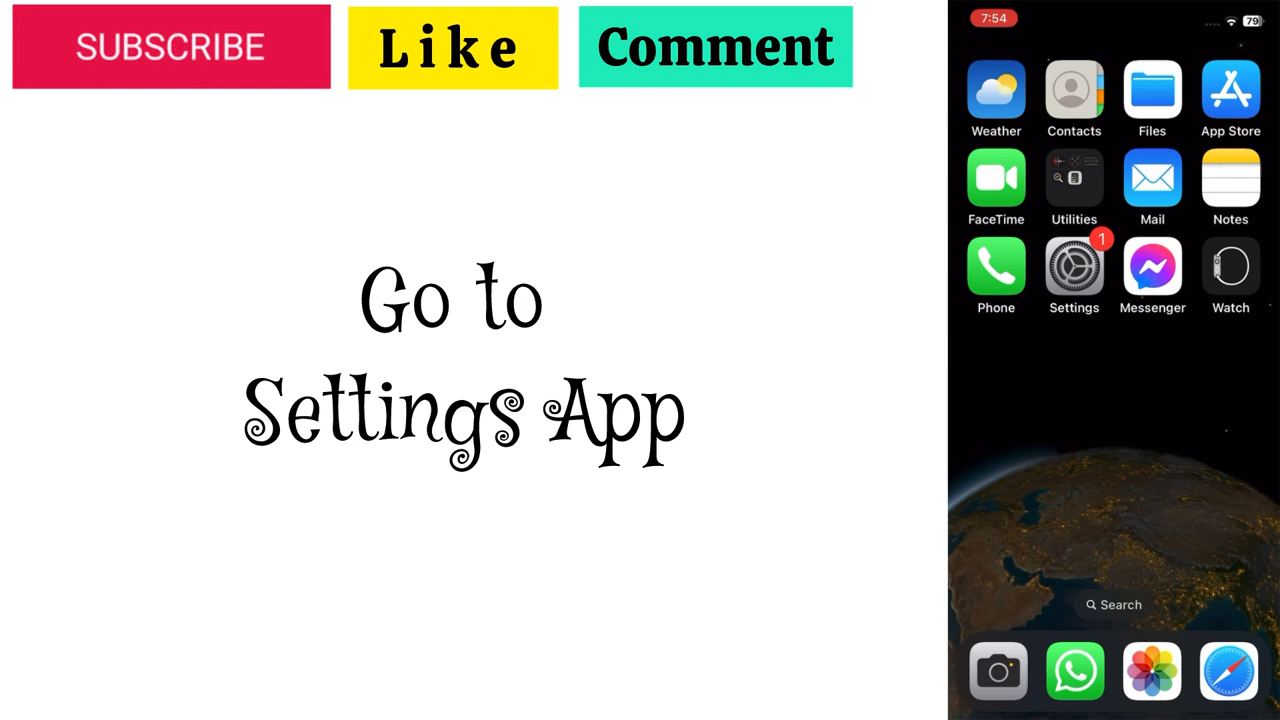 SUBSCRIBE
Like
Comment
Go to
Settings App
7:54
79
Weather Contacts Files App Store
FaceTime Utilities Mail Notes
1
Phone Settings Messenger Watch
Search